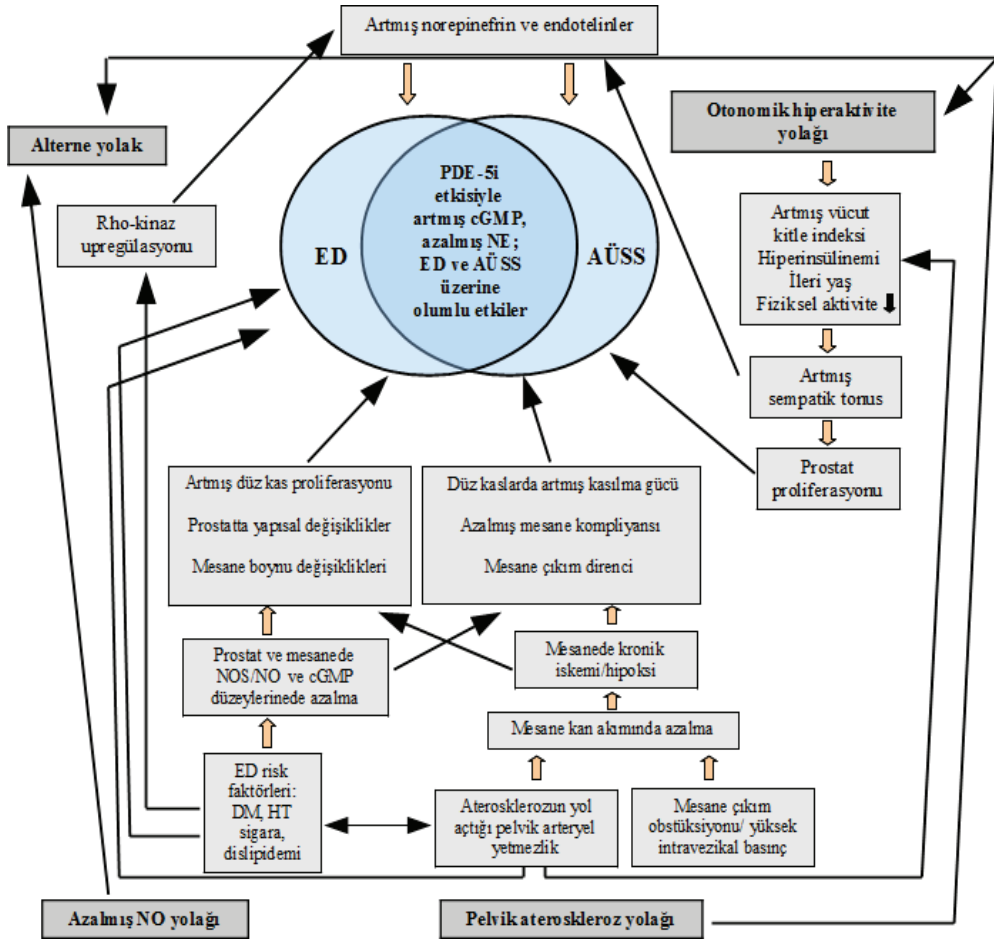 Artmış norepinefrin ve endotelinler
Otonomik hiperaktivite
yolağı
Alterne yolak
Rho-kinaz
upregülasyonu
ED
PDE-5i
etkisiyle
artmış cGMP,
azalmış NE;
ED ve AÜSS
üzerine
olumlu etkiler
AÜSS
Artmış vücut
kitle indeksi
Hiperinsülinemi
İleri yaş
Fiziksel aktivite
Artmış
sempatik tonus
Prostat
proliferasyonu
Artmış düz kas proliferasyonu
Prostatta yapısal değişiklikler
Mesane boynu değişiklikleri
Düz kaslarda artmış kasılma gücü
Azalmış mesane kompliyansı
Mesane çıkım direnci
Prostat ve mesanede
NOS/NO ve cGMP
düzeylerinede azalma
Mesanede kronik
iskemi/hipoksi
Mesane kan akımında azalma
ED risk
faktörleri:
DM, HT
sigara,
dislipidemi
Aterosklerozun yol
açtığı pelvik arteryel
yetmezlik
Mesane çıkım
obstüksiyonu/ yüksek
intravezikal basınç
Azalmış NO yolağı
Pelvik ateroskleroz yolağı